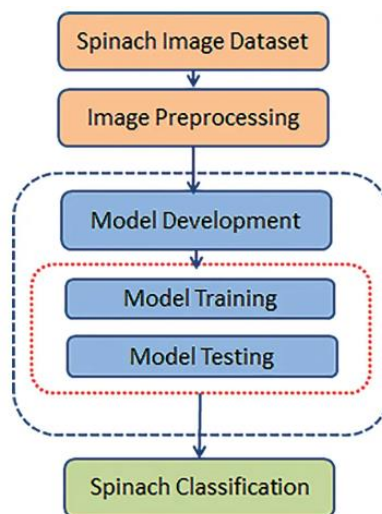 Spinach Image Dataset
Image Preprocessing
Model Development
Model Training
Model Testing
Spinach Classification